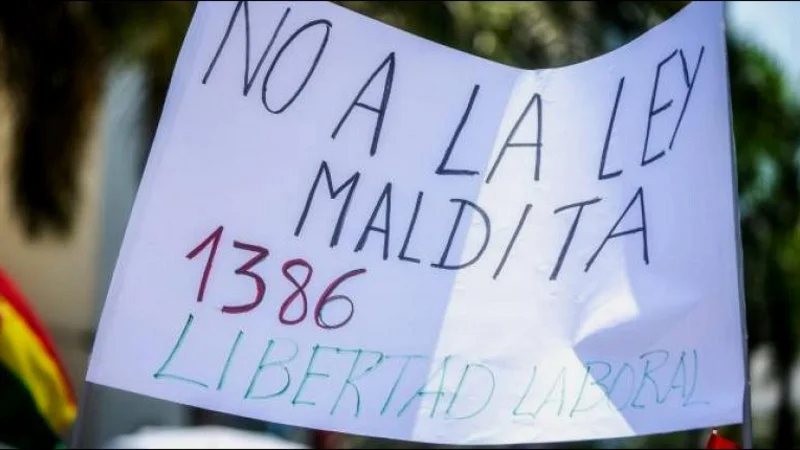 NO A LA LEY
MALDITA
1386
LIBERTAD LABORAL